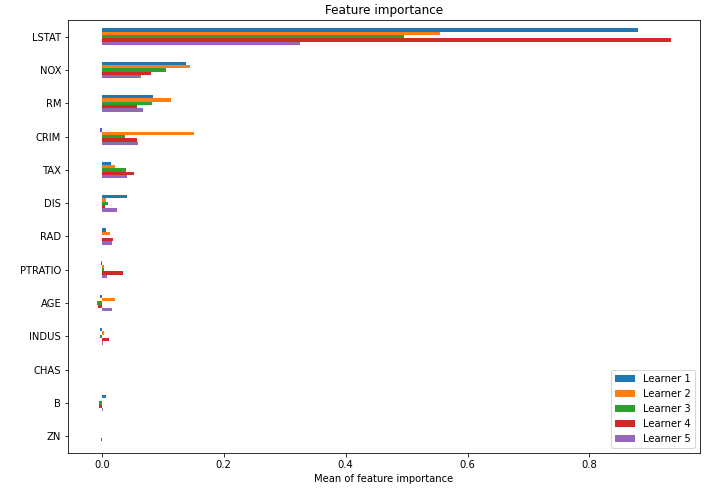 Feature importance
LSTAT
NOX
RM
CRIM
TAX
DIS
RAD
PTRATIO
AGE
INDUS
CHAS
B
ZN
Learner 1
Learner 2
Learner 3
Learner 4
Learner 5
0.0 0.2 0.4 0.6 0.8
Mean of feature importance